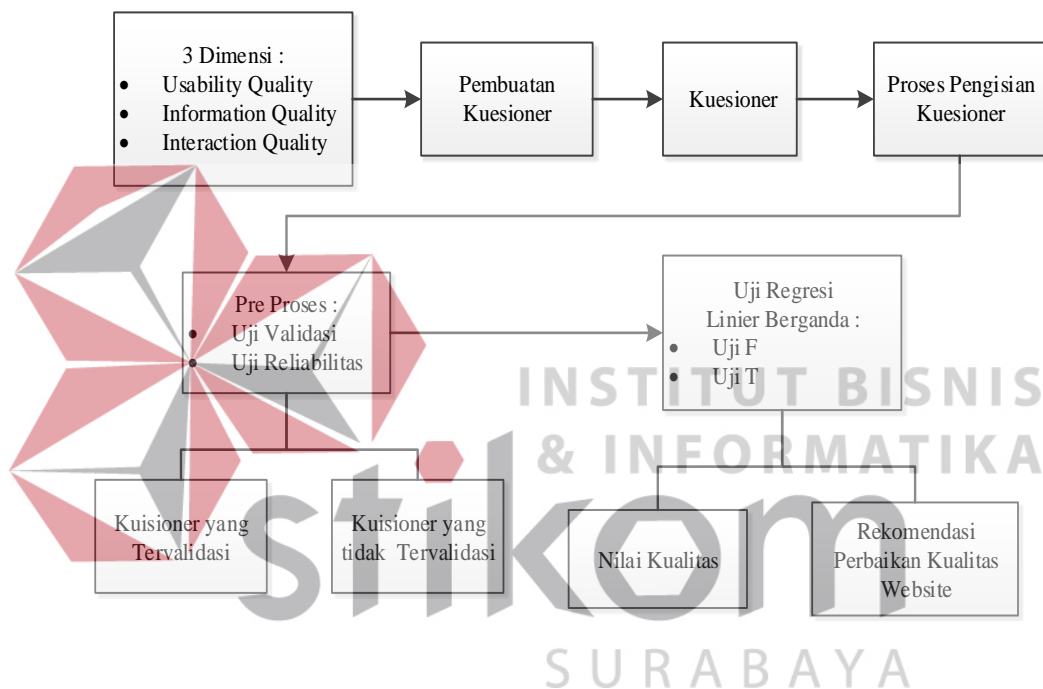 3 Dimensi :
• Usability Quality
• Information Quality
• Interaction Quality
Pembuatan
Kuesioner
Kuesioner
Proses Pengisian
Kuesioner
Pre Proses :
• Uji Validasi
• Uji Reliabilitas
Uji Regresi
Linier Berganda :
• Uji F
• Uji T
Kuisioner yang
Tervalidasi
Kuisioner yang
tidak Tervalidasi
Nilai Kualitas
Rekomendasi
Perbaikan Kualitas
Website
INSTITUT BISNIS
& INFORMATIKA
stikom
SURABAYA